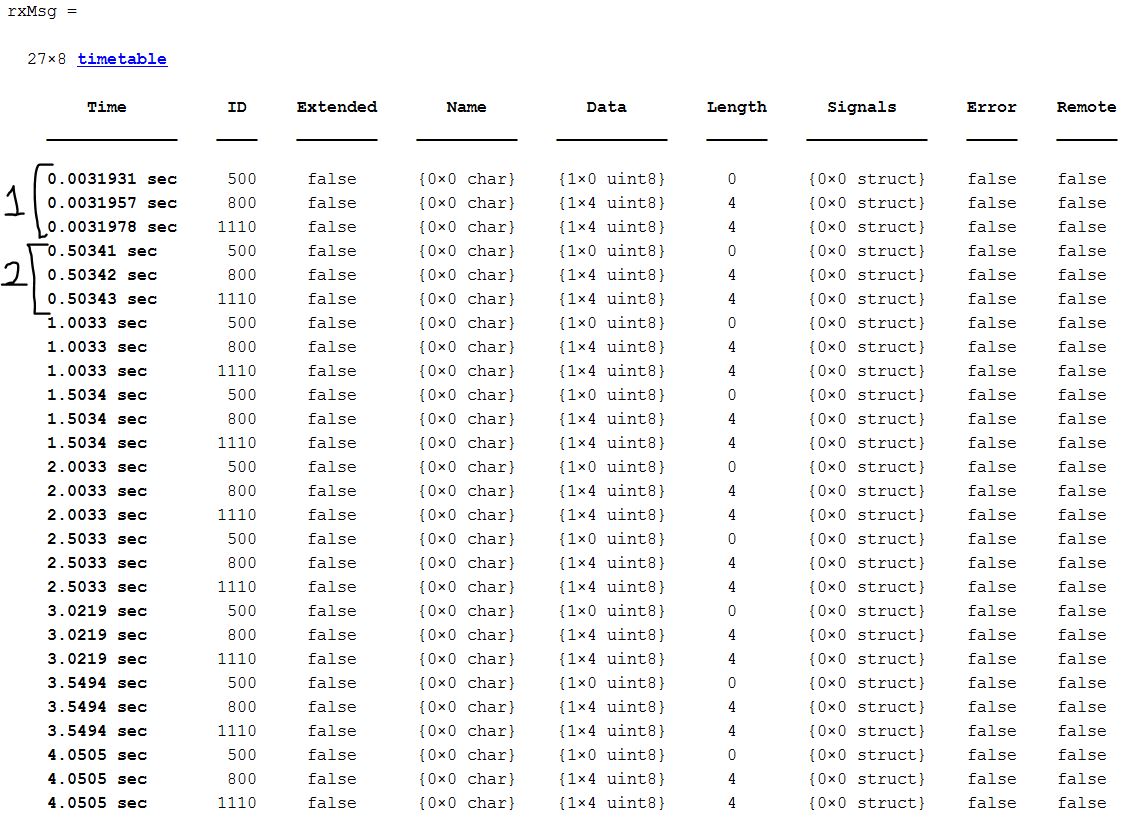 rxMsg =
27×8 timetable
Time ID Extended Name Data Length Signals Error Remote
0.0031931 sec 500 false {0×0 char} {1×0 uint8} 0 {0×0 struct} false false
1 0.0031957 sec 800 false {0×0 char} {1×4 uint8} 4 {0×0 struct} false false
0.0031978 sec 1110 false {0×0 char} {1×4 uint8} 4 {0×0 struct} false false
0.50341 sec 500 false {0×0 char} {1×0 uint8} 0 {0×0 struct} false false
2 0.50342 sec 800 false {0×0 char} {1×4 uint8} 4 {0×0 struct} false false
0.50343 sec 1110 false {0×0 char} {1×4 uint8} 4 {0×0 struct} false false
1.0033 sec 500 false {0×0 char} {1×0 uint8} 0 {0×0 struct} false false
1.0033 sec 800 false {0×0 char} {1×4 uint8} 4 {0×0 struct} false false
1.0033 sec 1110 false {0×0 char} {1×4 uint8} 4 {0×0 struct} false false
1.5034 sec 500 false {0×0 char} {1×0 uint8} 0 {0×0 struct} false false
1.5034 sec 800 false {0×0 char} {1×4 uint8} 4 {0×0 struct} false false
1.5034 sec 1110 false {0×0 char} {1×4 uint8} 4 {0×0 struct} false false
2.0033 sec 500 false {0×0 char} {1×0 uint8} 0 {0×0 struct} false false
2.0033 sec 800 false {0×0 char} {1×4 uint8} 4 {0×0 struct} false false
2.0033 sec 1110 false {0×0 char} {1×4 uint8} 4 {0×0 struct} false false
2.5033 sec 500 false {0×0 char} {1×0 uint8} 0 {0×0 struct} false false
2.5033 sec 800 false {0×0 char} {1×4 uint8} 4 {0×0 struct} false false
2.5033 sec 1110 false {0×0 char} {1×4 uint8} 4 {0×0 struct} false false
3.0219 sec 500 false {0×0 char} {1×0 uint8} 0 {0×0 struct} false false
3.0219 sec 800 false {0×0 char} {1×4 uint8} 4 {0×0 struct} false false
3.0219 sec 1110 false {0×0 char} {1×4 uint8} 4 {0×0 struct} false false
3.5494 sec 500 false {0×0 char} {1×0 uint8} 0 {0×0 struct} false false
3.5494 sec 800 false {0×0 char} {1×4 uint8} 4 {0×0 struct} false false
3.5494 sec 1110 false {0×0 char} {1×4 uint8} 4 {0×0 struct} false false
4.0505 sec 500 false {0×0 char} {1×0 uint8} 0 {0×0 struct} false false
4.0505 sec 800 false {0×0 char} {1×4 uint8} 4 {0×0 struct} false false
4.0505 sec 1110 false {0×0 char} {1×4 uint8} 4 {0×0 struct} false false